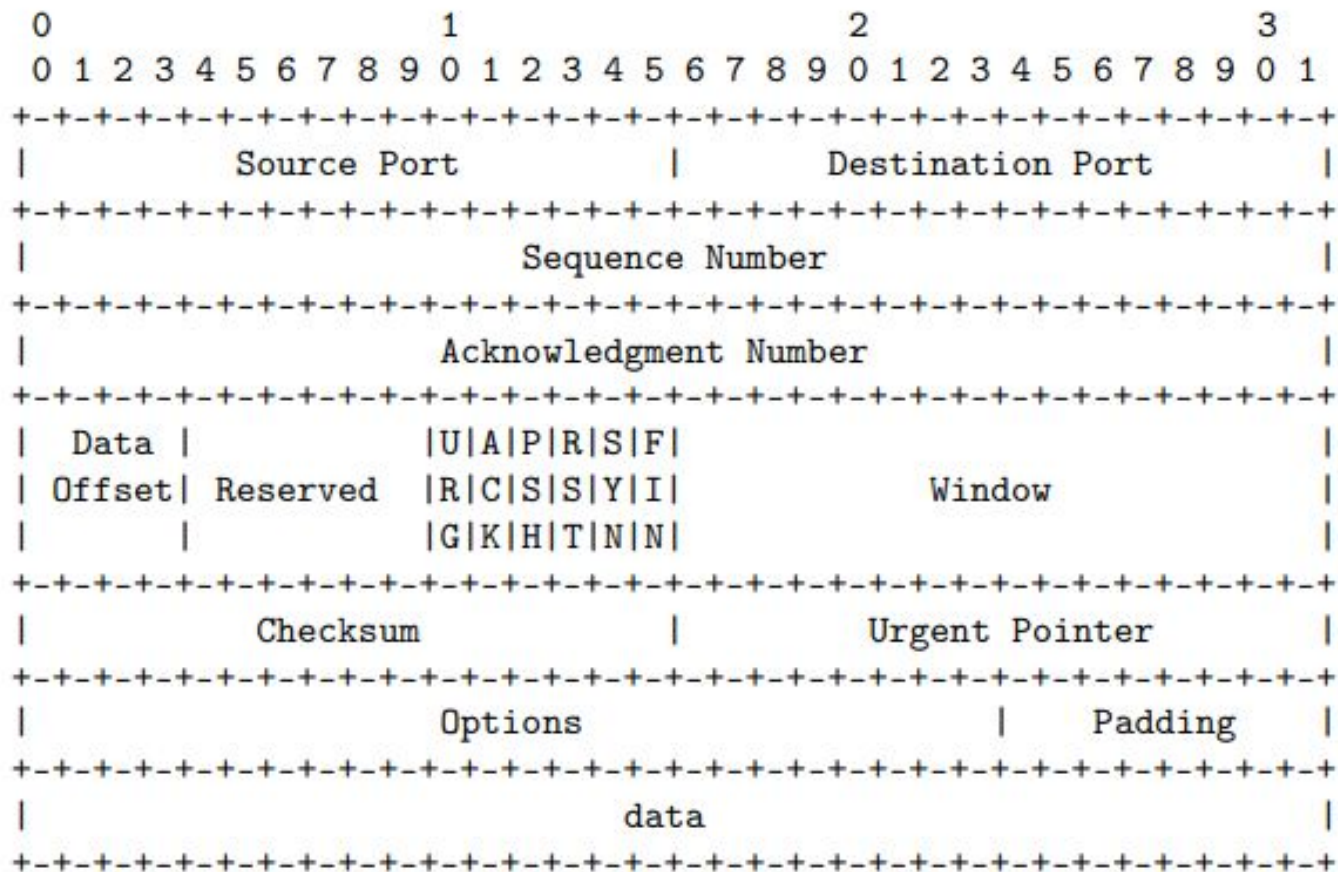 0                   1                   2                   3
 0 1 2 3 4 5 6 7 8 9 0 1 2 3 4 5 6 7 8 9 0 1 2 3 4 5 6 7 8 9 0 1
+-+-+-+-+-+-+-+-+-+-+-+-+-+-+-+-+-+-+-+-+-+-+-+-+-+-+-+-+-+-+-+-+
|          Source Port          |       Destination Port        |
+-+-+-+-+-+-+-+-+-+-+-+-+-+-+-+-+-+-+-+-+-+-+-+-+-+-+-+-+-+-+-+-+
|                        Sequence Number                        |
+-+-+-+-+-+-+-+-+-+-+-+-+-+-+-+-+-+-+-+-+-+-+-+-+-+-+-+-+-+-+-+-+
|                    Acknowledgment Number                      |
+-+-+-+-+-+-+-+-+-+-+-+-+-+-+-+-+-+-+-+-+-+-+-+-+-+-+-+-+-+-+-+-+
|  Data |           |U|A|P|R|S|F|                               |
| Offset| Reserved  |R|C|S|S|Y|I|            Window             |
|       |           |G|K|H|T|N|N|                               |
+-+-+-+-+-+-+-+-+-+-+-+-+-+-+-+-+-+-+-+-+-+-+-+-+-+-+-+-+-+-+-+-+
|           Checksum            |         Urgent Pointer        |
+-+-+-+-+-+-+-+-+-+-+-+-+-+-+-+-+-+-+-+-+-+-+-+-+-+-+-+-+-+-+-+-+
|                    Options                    |    Padding    |
+-+-+-+-+-+-+-+-+-+-+-+-+-+-+-+-+-+-+-+-+-+-+-+-+-+-+-+-+-+-+-+-+
|                             data                              |
+-+-+-+-+-+-+-+-+-+-+-+-+-+-+-+-+-+-+-+-+-+-+-+-+-+-+-+-+-+-+-+-+